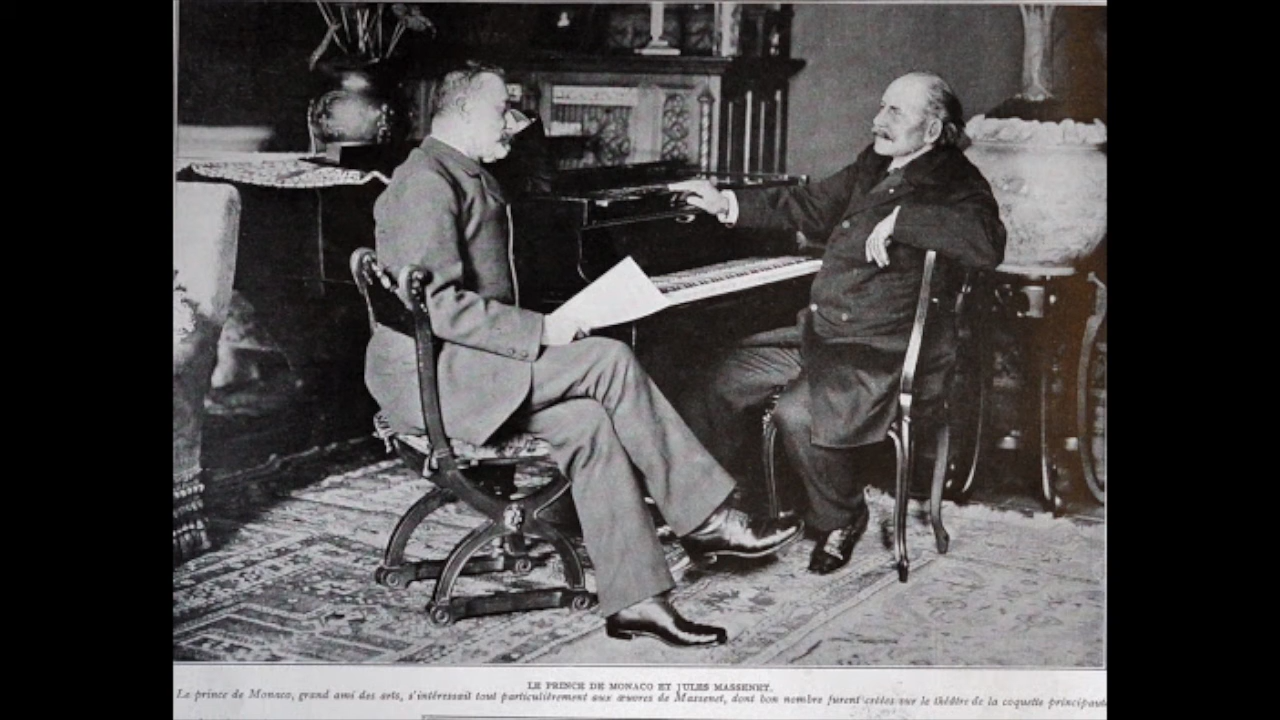 LE PRINCE DE MONACO ET JULES MASSENET.
Le prince de Monaco, grand ami des arts, s'intéressait tout particulièrement aux œuvres de Massenet, dont bon nombre furent créées sur le théâtre de la coquette principauté